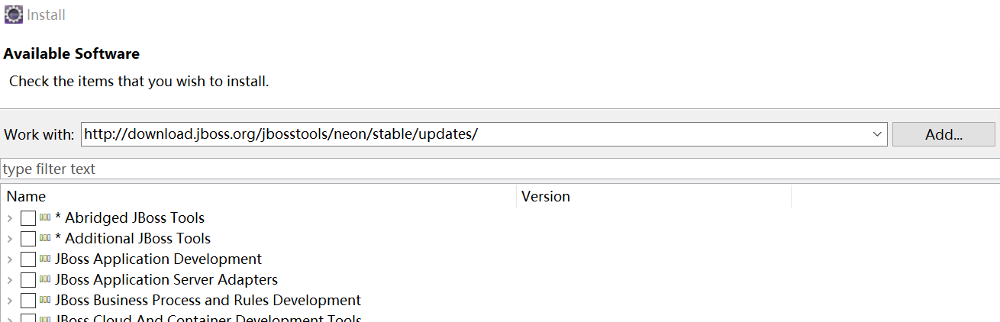 Install
Available Software
Check the items that you wish to install.
Work with: http://download.jboss.org/jbosstools/neon/stable/updates/ Add...
type filter text
Name Version
* Abridged JBoss Tools
* Additional JBoss Tools
JBoss Application Development
JBoss Application Server Adapters
JBoss Business Process and Rules Development
JBoss Cloud And Container Development Tools